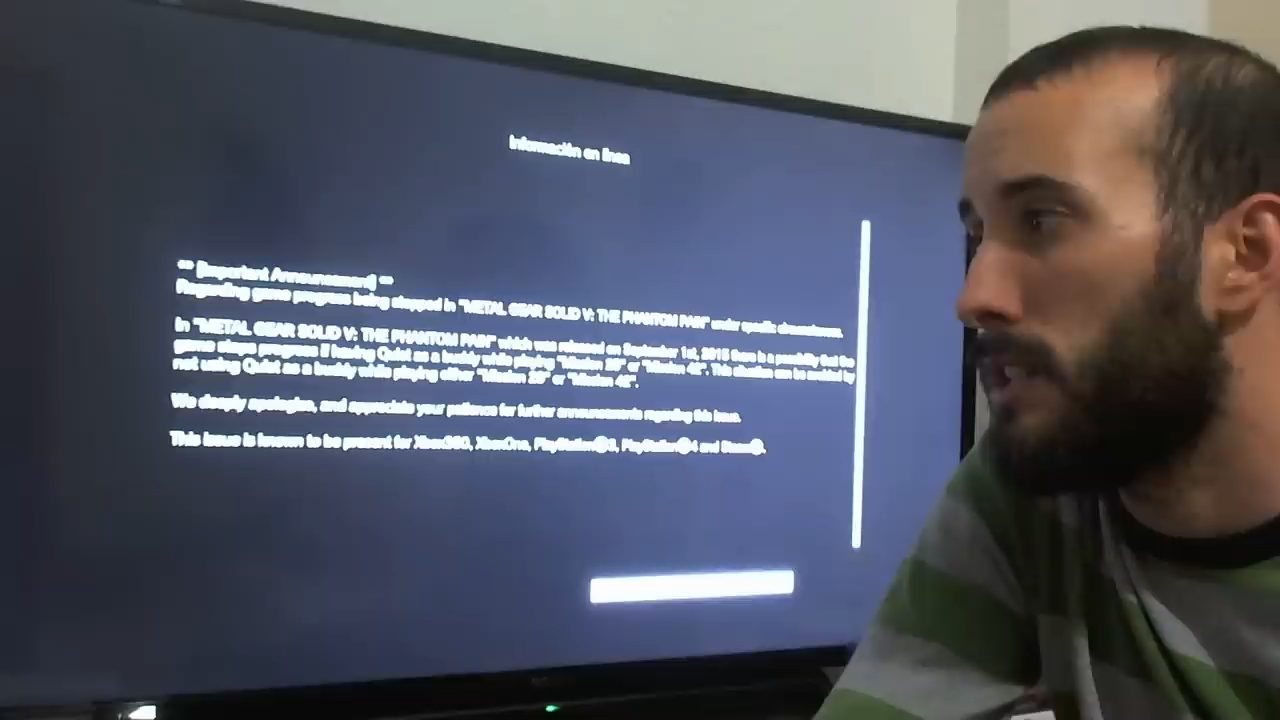 Información en línea
** [Important Announcement] **
Regarding game progress being stopped in "METAL GEAR SOLID V: THE PHANTOM PAIN" under specific circumstances.
In "METAL GEAR SOLID V: THE PHANTOM PAIN" which was released on September 1st, 2015 there is a possibility that the
game stops progress if having Quiet as a buddy while playing "Mission 29" or "Mission 42". This situation can be avoided by
not using Quiet as a buddy while playing either "Mission 29" or "Mission 42".
We deeply apologize, and appreciate your patience for further announcements regarding this issue.
This issue is known to be present for Xbox360, XboxOne, PlayStation®3, PlayStation®4 and Steam®.